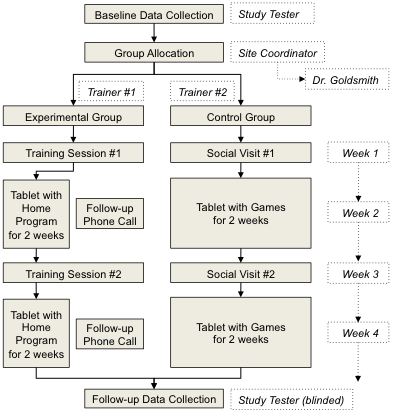 Baseline Data Collection
Study Tester
Group Allocation
Site Coordinator
Dr. Goldsmith
Trainer #1
Trainer #2
Experimental Group
Control Group
Training Session #1
Social Visit #1
Week 1
Tablet with
Home
Program
for 2 weeks
Follow-up
Phone Call
Tablet with Games
for 2 weeks
Week 2
Training Session #2
Social Visit #2
Week 3
Tablet with
Home
Program
for 2 weeks
Follow-up
Phone Call
Tablet with Games
for 2 weeks
Week 4
Follow-up Data Collection
Study Tester (blinded)